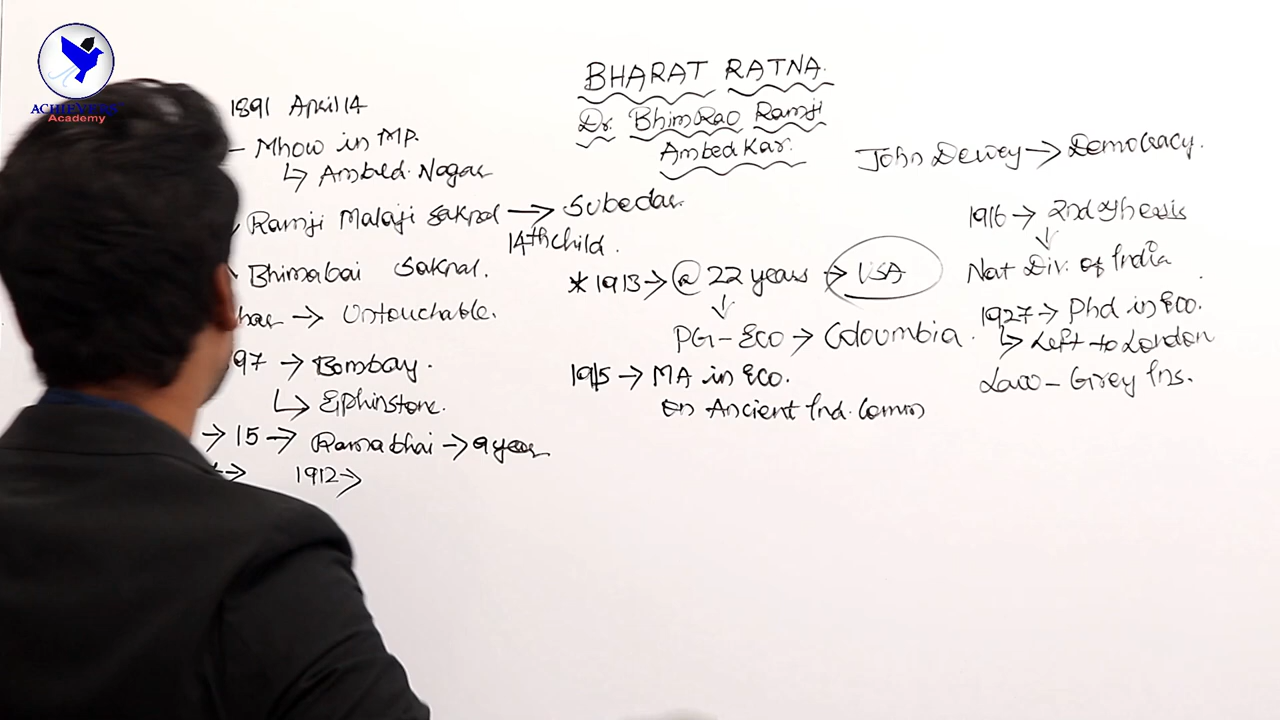 ACHIEVERS
Academy
BHARAT RATNA.
Dr. BhimRao Ramji
Ambedkar.
1891 April 14
- Mhow in MP.
↳ Ambed. Nagar
Ramji Malaji Sakpal → Subedar
14th child.
Bhimabai Sakpal.
har → Untouchable.
97 → Bombay.
↳ Elphinstone.
→ 15 → Ramabhai → 9 year
→ 1912 →
* 1913 → @ 22 years → USA
↓
PG - Eco → Coloumbia.
1915 → MA in Eco.
on Ancient Ind. Comm
John Dewey → Democracy.
1916 → 2nd thesis
↓
Nat Div. of India
1927 → Phd in Eco.
↳ Left to London
Law - Grey Ins.